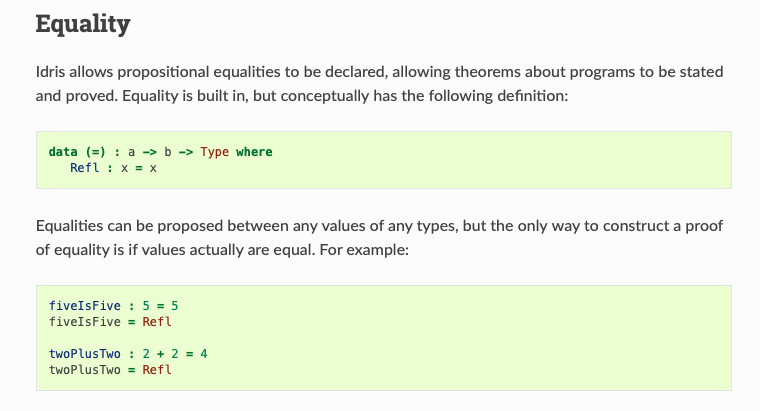 Equality
Idris allows propositional equalities to be declared, allowing theorems about programs to be stated
and proved. Equality is built in, but conceptually has the following definition:
data (=) : a -> b -> Type where
   Refl : x = x
Equalities can be proposed between any values of any types, but the only way to construct a proof
of equality is if values actually are equal. For example:
fiveIsFive : 5 = 5
fiveIsFive = Refl
twoPlusTwo : 2 + 2 = 4
twoPlusTwo = Refl